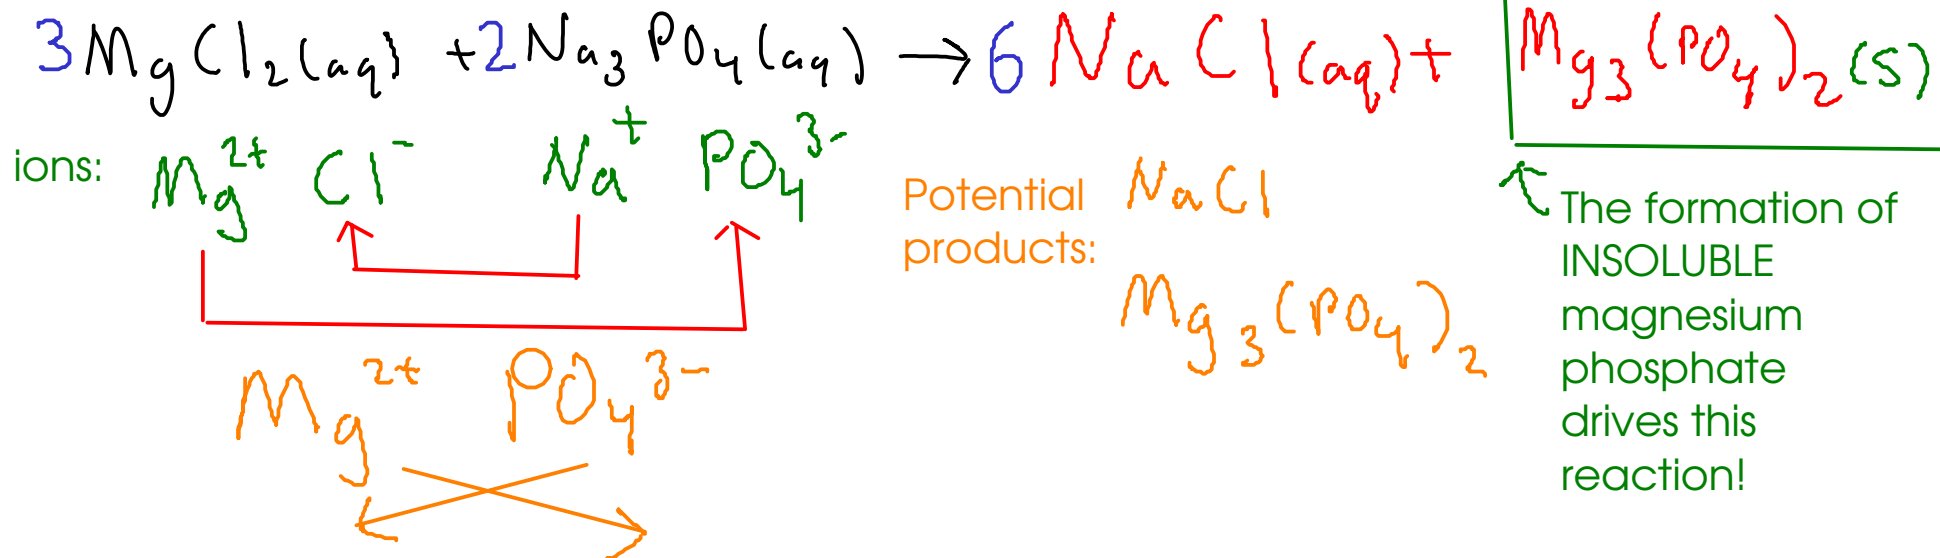 3MgCl₂(aq) +2Na₃PO₄(aq) → 6NaCl(aq)+ Mg₃(PO₄)₂(s)
ions: Mg²⁺ Cl⁻ Na⁺ PO₄³⁻
Potential
products:
NaCl
Mg₃(PO₄)₂
Mg²⁺ PO₄³⁻
The formation of
INSOLUBLE
magnesium
phosphate
drives this
reaction!